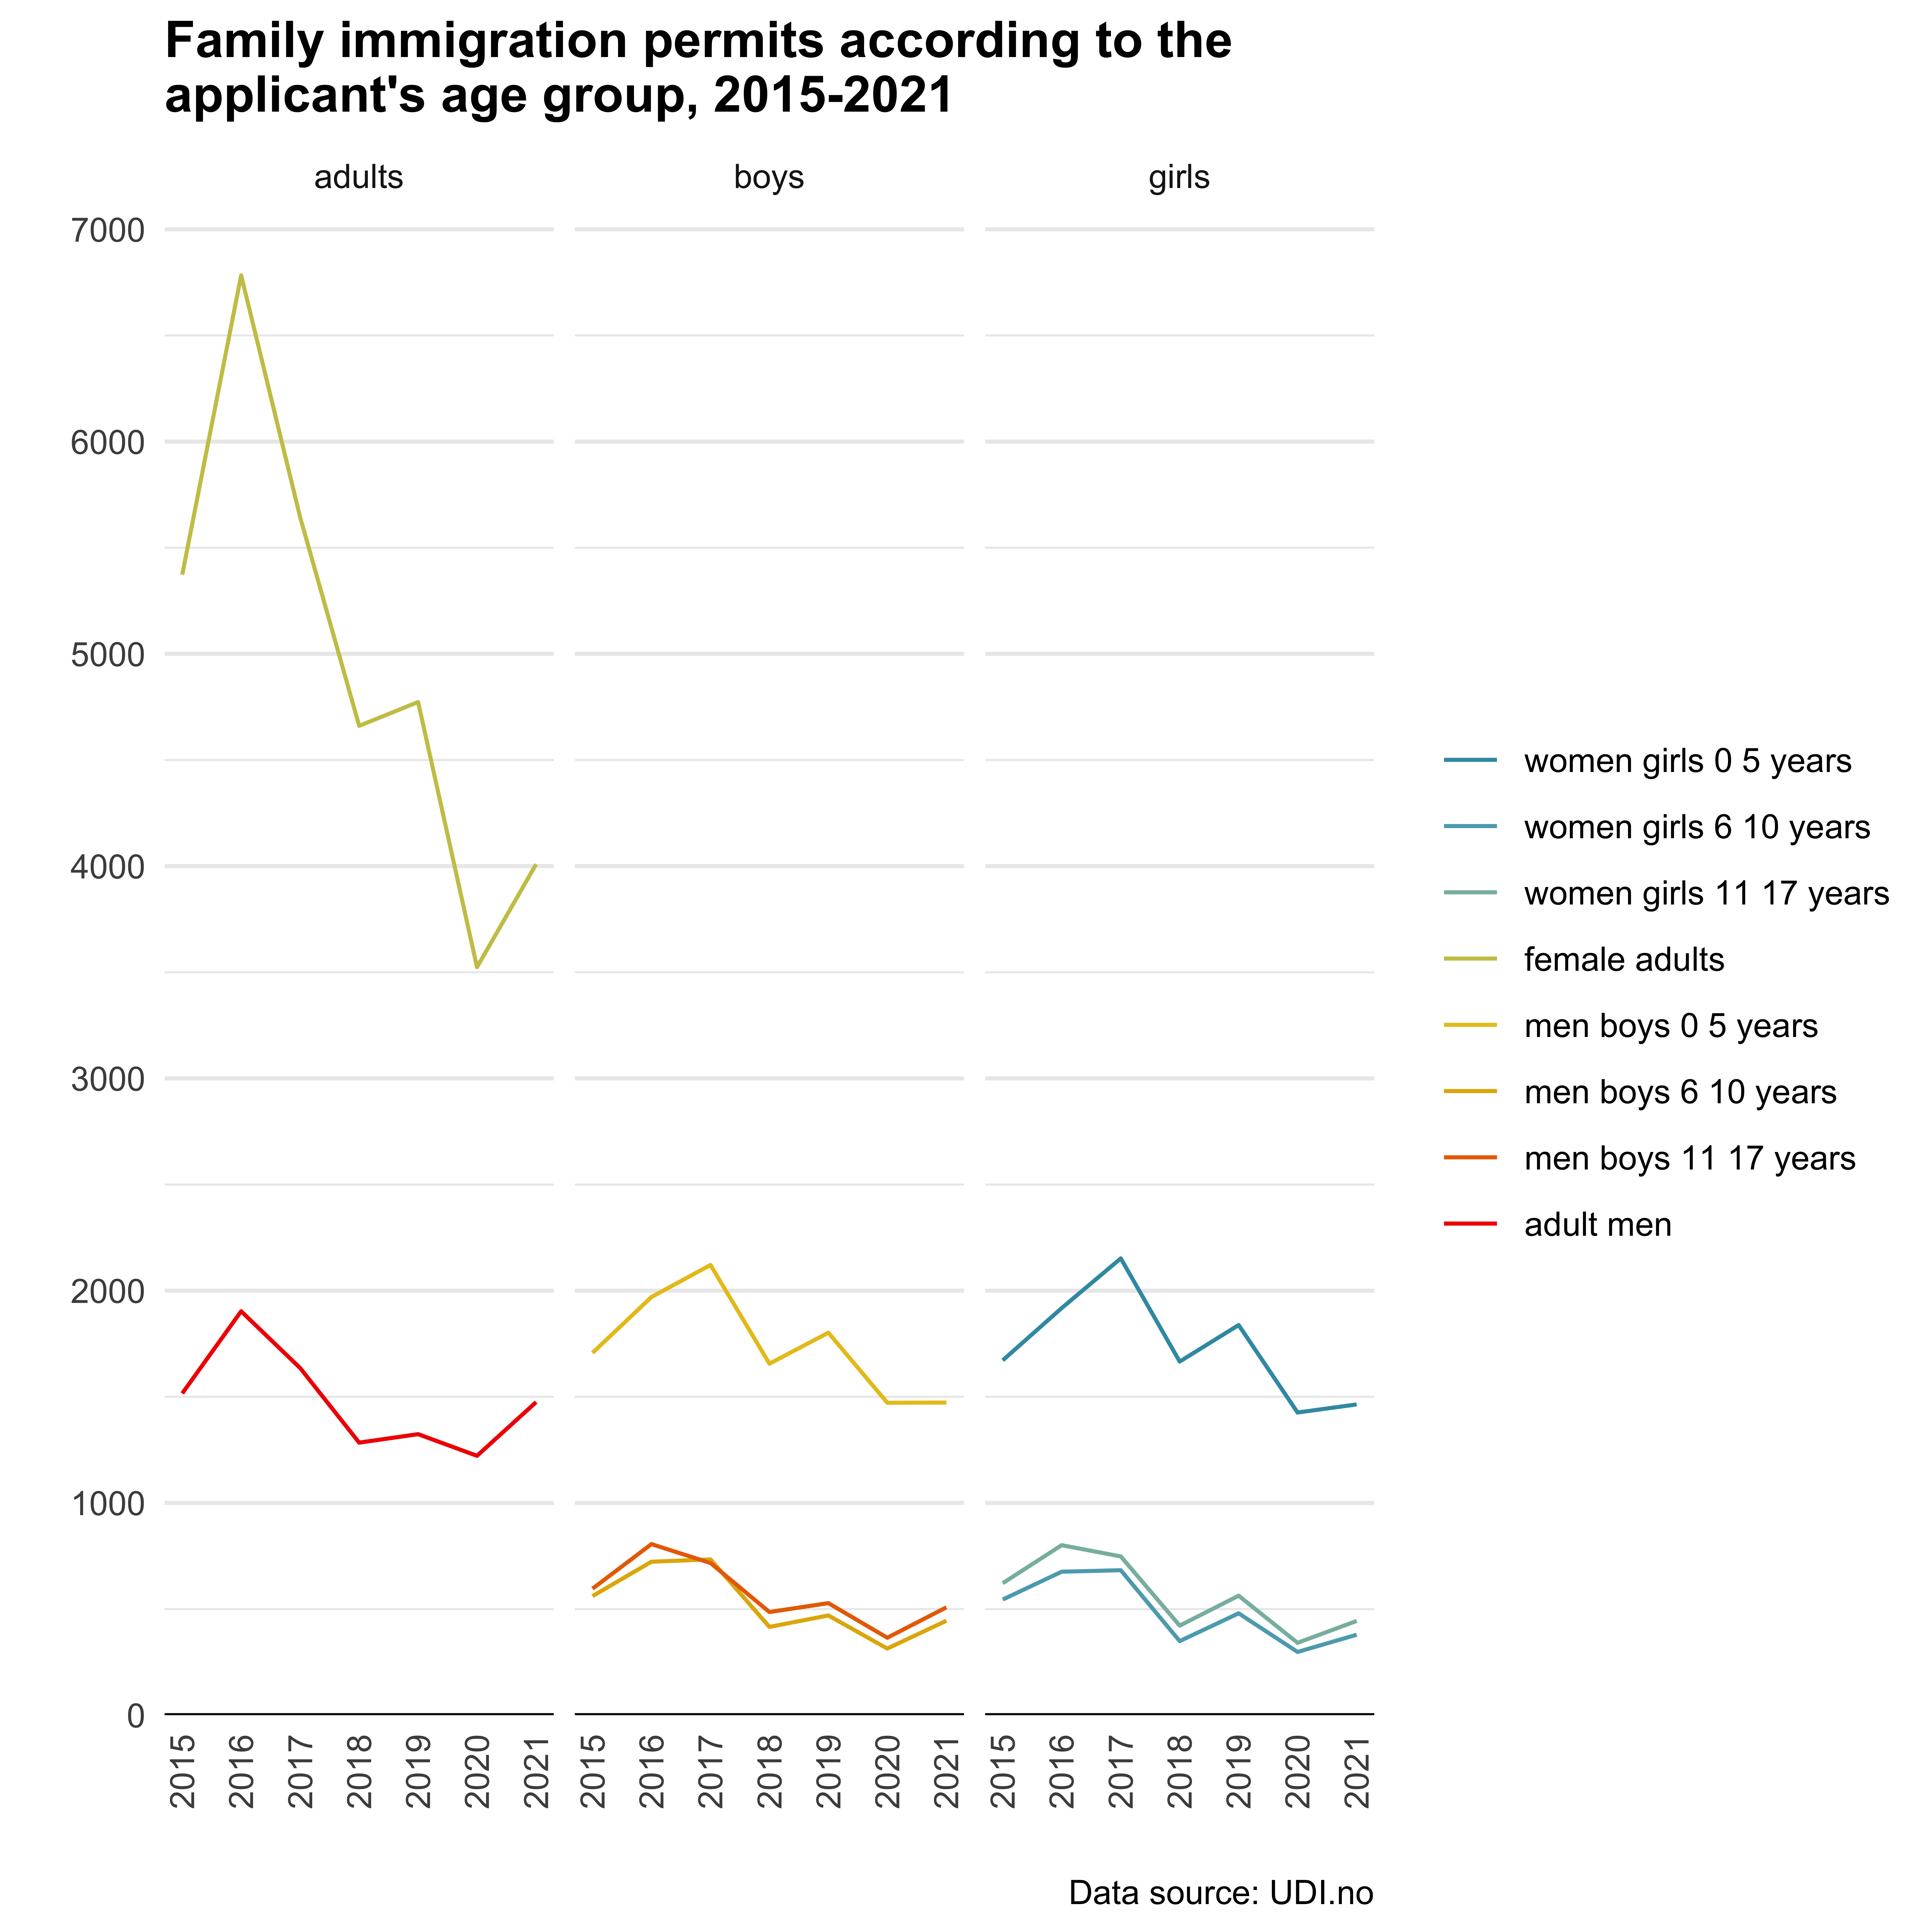 Family immigration permits according to the
applicant's age group, 2015-2021
adults
boys
girls
7000
6000
5000
4000
3000
2000
1000
0
2015 2016 2017 2018 2019 2020 2021
2015 2016 2017 2018 2019 2020 2021
2015 2016 2017 2018 2019 2020 2021
women girls 0 5 years
women girls 6 10 years
women girls 11 17 years
female adults
men boys 0 5 years
men boys 6 10 years
men boys 11 17 years
adult men
Data source: UDI.no